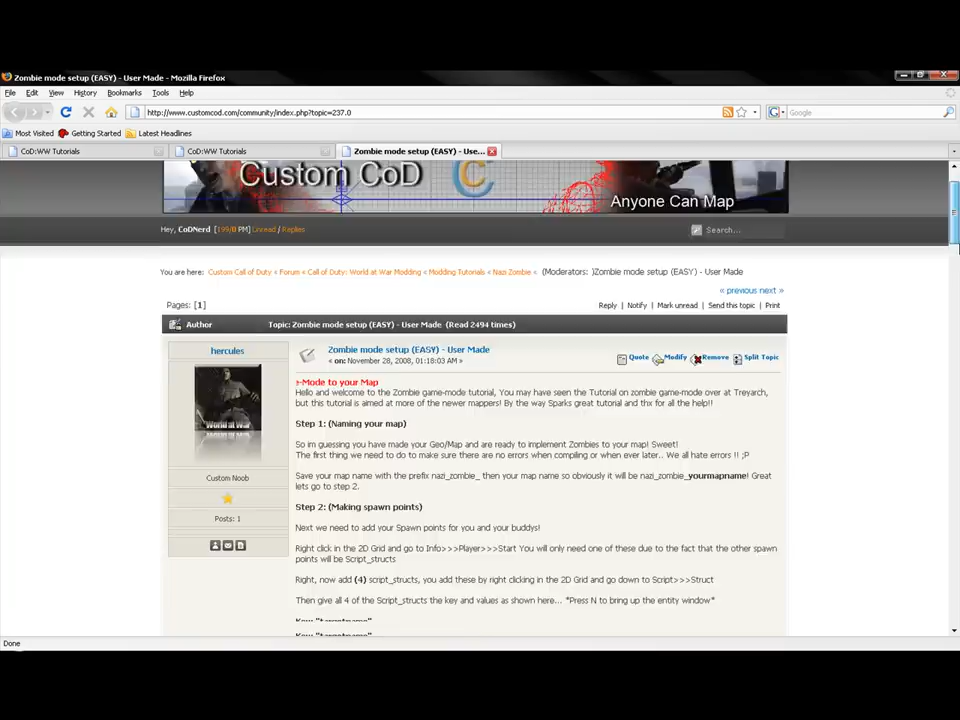 Zombie mode setup (EASY) - User Made - Mozilla Firefox
File Edit View History Bookmarks Tools Help
http://www.customcod.com/community/index.php?topic=237.0
Google
Most Visited Getting Started Latest Headlines
CoD:WW Tutorials CoD:WW Tutorials Zombie mode setup (EASY) - Use...
Custom CoD
Anyone Can Map
Hey, CoDNerd [199/8 PM] Unread / Replies
Search...
You are here: Custom Call of Duty « Forum « Call of Duty: World at War Modding « Modding Tutorials « Nazi Zombie « (Moderators: )Zombie mode setup (EASY) - User Made
« previous next »
Pages: [1]
Reply | Notify | Mark unread | Send this topic | Print
Author Topic: Zombie mode setup (EASY) - User Made (Read 2494 times)
hercules
Zombie mode setup (EASY) - User Made
« on: November 28, 2008, 01:18:03 AM »
Quote Modify Remove Split Topic
World at War
Custom Noob
Posts: 1
-Mode to your Map
Hello and welcome to the Zombie game-mode tutorial, You may have seen the Tutorial on zombie game-mode over at Treyarch,
but this tutorial is aimed at more of the newer mappers! By the way Sparks great tutorial and thx for all the help!!
Step 1: (Naming your map)
So im guessing you have made your Geo/Map and are ready to implement Zombies to your map! Sweet!
The first thing we need to do to make sure there are no errors when compiling or when ever later.. We all hate errors !! ;P
Save your map name with the prefix nazi_zombie_ then your map name so obviously it will be nazi_zombie_yourmapname! Great
lets go to step 2.
Step 2: (Making spawn points)
Next we need to add your Spawn points for you and your buddys!
Right click in the 2D Grid and go to Info>>>Player>>>Start You will only need one of these due to the fact that the other spawn
points will be Script_structs
Right, now add (4) script_structs, you add these by right clicking in the 2D Grid and go down to Script>>>Struct
Then give all 4 of the Script_structs the key and values as shown here... *Press N to bring up the entity window*
Key: "targetname"
Done